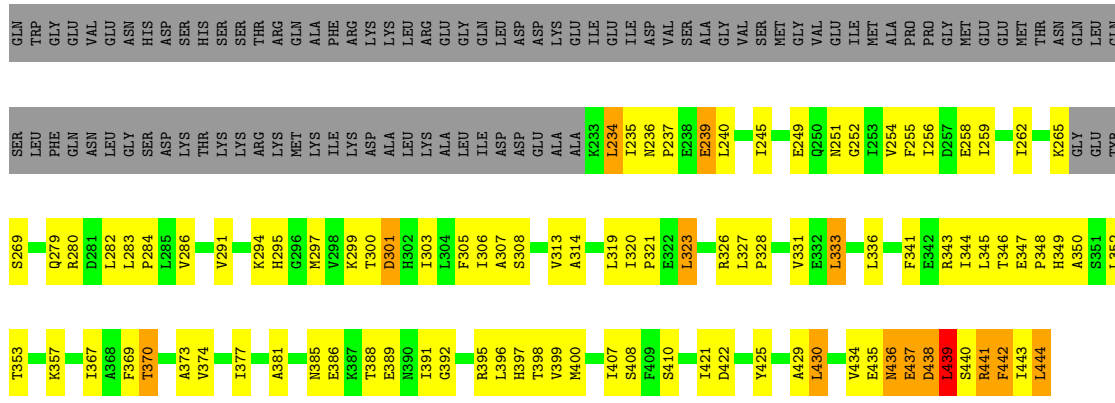 GLN TRP GLY GLU VAL GLU ASN HIS ASP SER HIS SER SER THR ARG GLN ALA PHE ARG LYS LYS LEU ARG GLU GLY GLN LEU ASP ASP LYS GLU ILE GLU ILE ASP VAL SER ALA GLY VAL SER MET GLY VAL GLU ILE MET ALA PRO PRO GLY MET GLU GLU MET THR ASN GLN LEU GLN
SER LEU PHE GLN ASN LEU GLY SER ASP LYS THR LYS LYS ARG LYS MET LYS ILE LYS ASP ALA LEU LYS ALA LEU ILE ASP ASP GLU ALA ALA K233 L234 I235 N236 P237 E238 E239 L240 I245 E249 Q250 N251 G252 I253 V254 F255 I256 D257 E258 I259 I262 K265 GLY GLU TYR
S269 Q279 R280 D281 L282 L283 P284 L285 V286 V291 K294 H295 G296 M297 V298 K299 T300 D301 H302 I303 L304 F305 I306 A307 S308 V313 A314 L319 I320 P321 E322 L323 R326 L327 P328 V331 E332 L333 L336 F341 E342 R343 I344 L345 T346 E347 P348 H349 A350 S351 L352
T353 K357 I367 A368 F369 T370 A373 V374 I377 A381 N385 E386 K387 T388 E389 N390 I391 G392 R395 L396 H397 T398 V399 M400 I407 S408 F409 S410 I421 D422 Y425 A429 L430 V434 E435 N436 E437 D438 L439 S440 R441 F442 I443 L444